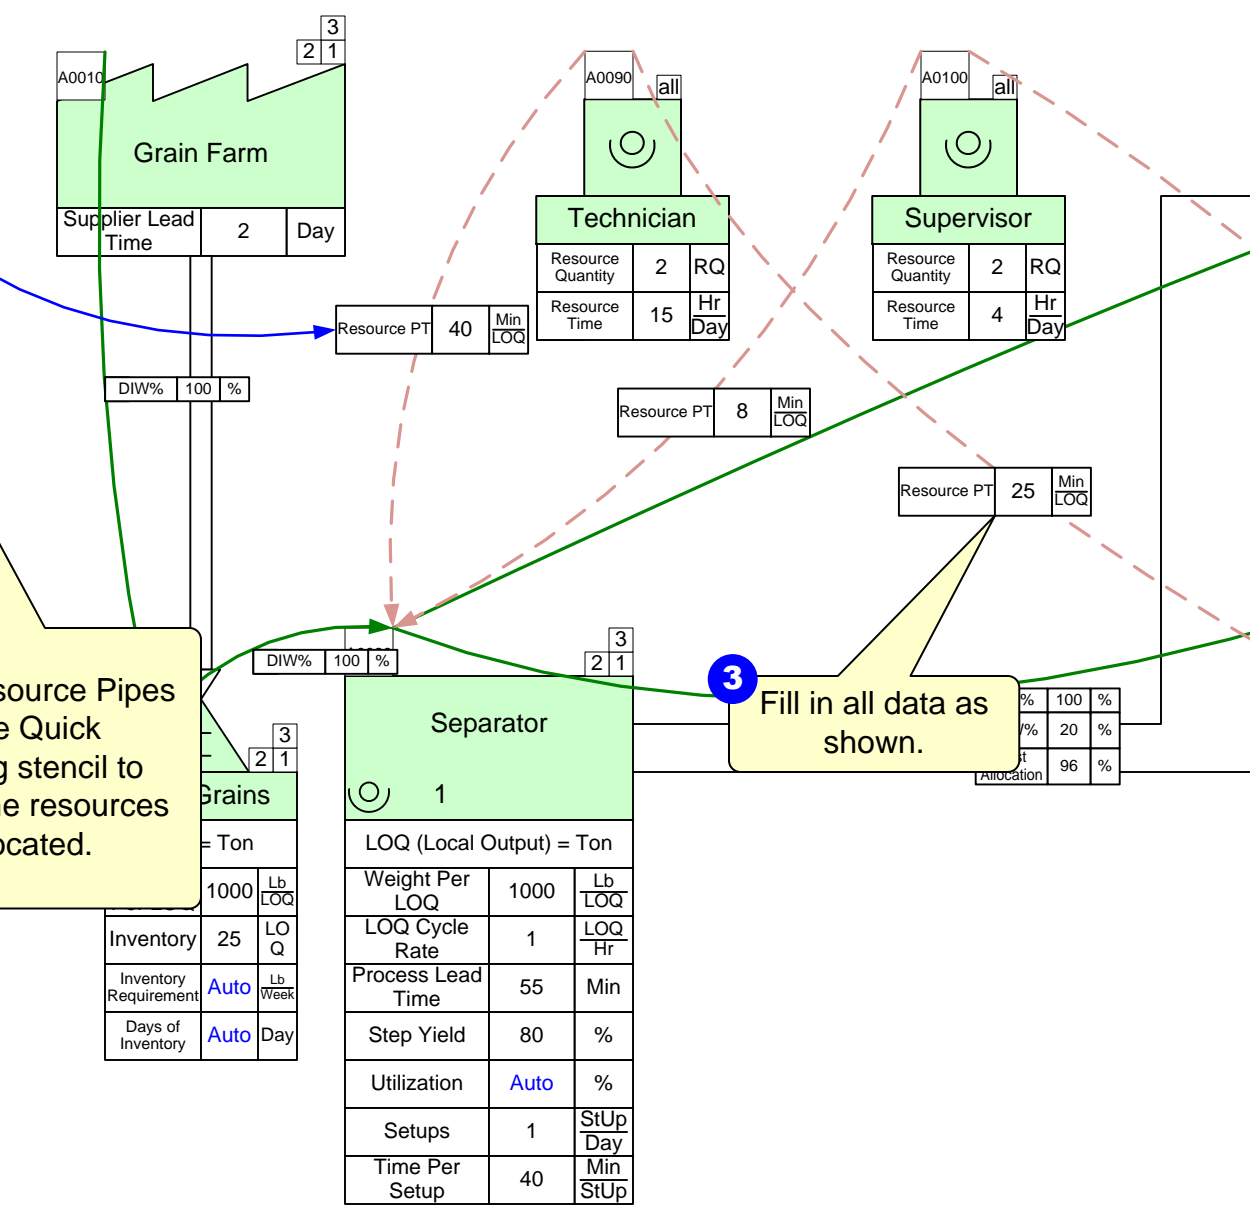 3
2 1
A0010
Grain Farm
Supplier Lead
Time
2
Day
A0090
all
Technician
Resource
Quantity
2
RQ
Resource
Time
15
Hr
Day
A0100
all
Supervisor
Resource
Quantity
2
RQ
Resource
Time
4
Hr
Day
Resource PT
40
Min
LOQ
DIW%
100
%
Resource PT
8
Min
LOQ
Resource PT
25
Min
LOQ
DIW%
100
%
3
2 1
Separator
1
LOQ (Local Output) = Ton
Weight Per
LOQ
1000
Lb
LOQ
LOQ Cycle
Rate
1
LOQ
Hr
Process Lead
Time
55
Min
Step Yield
80
%
Utilization
Auto
%
Setups
1
StUp
Day
Time Per
Setup
40
Min
StUp
source Pipes
e Quick
g stencil to
ne resources
ocated.
3
2 1
Grains
= Ton
1000
Lb
LOQ
Inventory
25
LO
Q
Inventory
Requirement
Auto
Lb
Week
Days of
Inventory
Auto
Day
3
Fill in all data as
shown.
%
100
%
%
20
%
st
Allocation
96
%